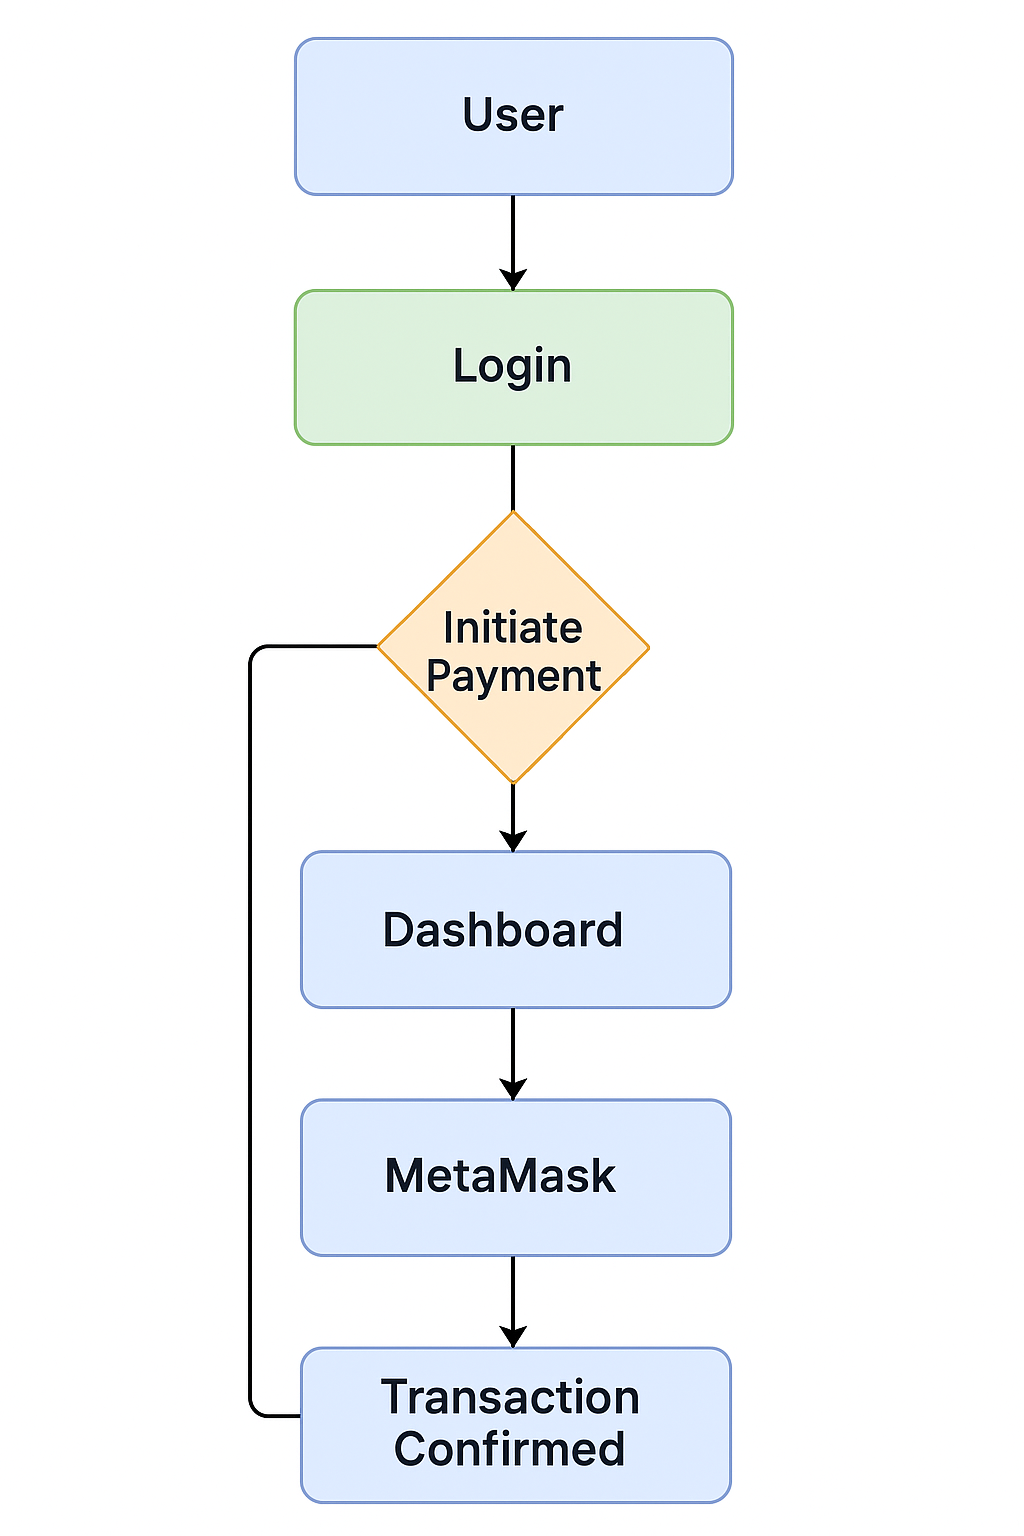 User
Login
Initiate
Payment
Dashboard
MetaMask
Transaction
Confirmed